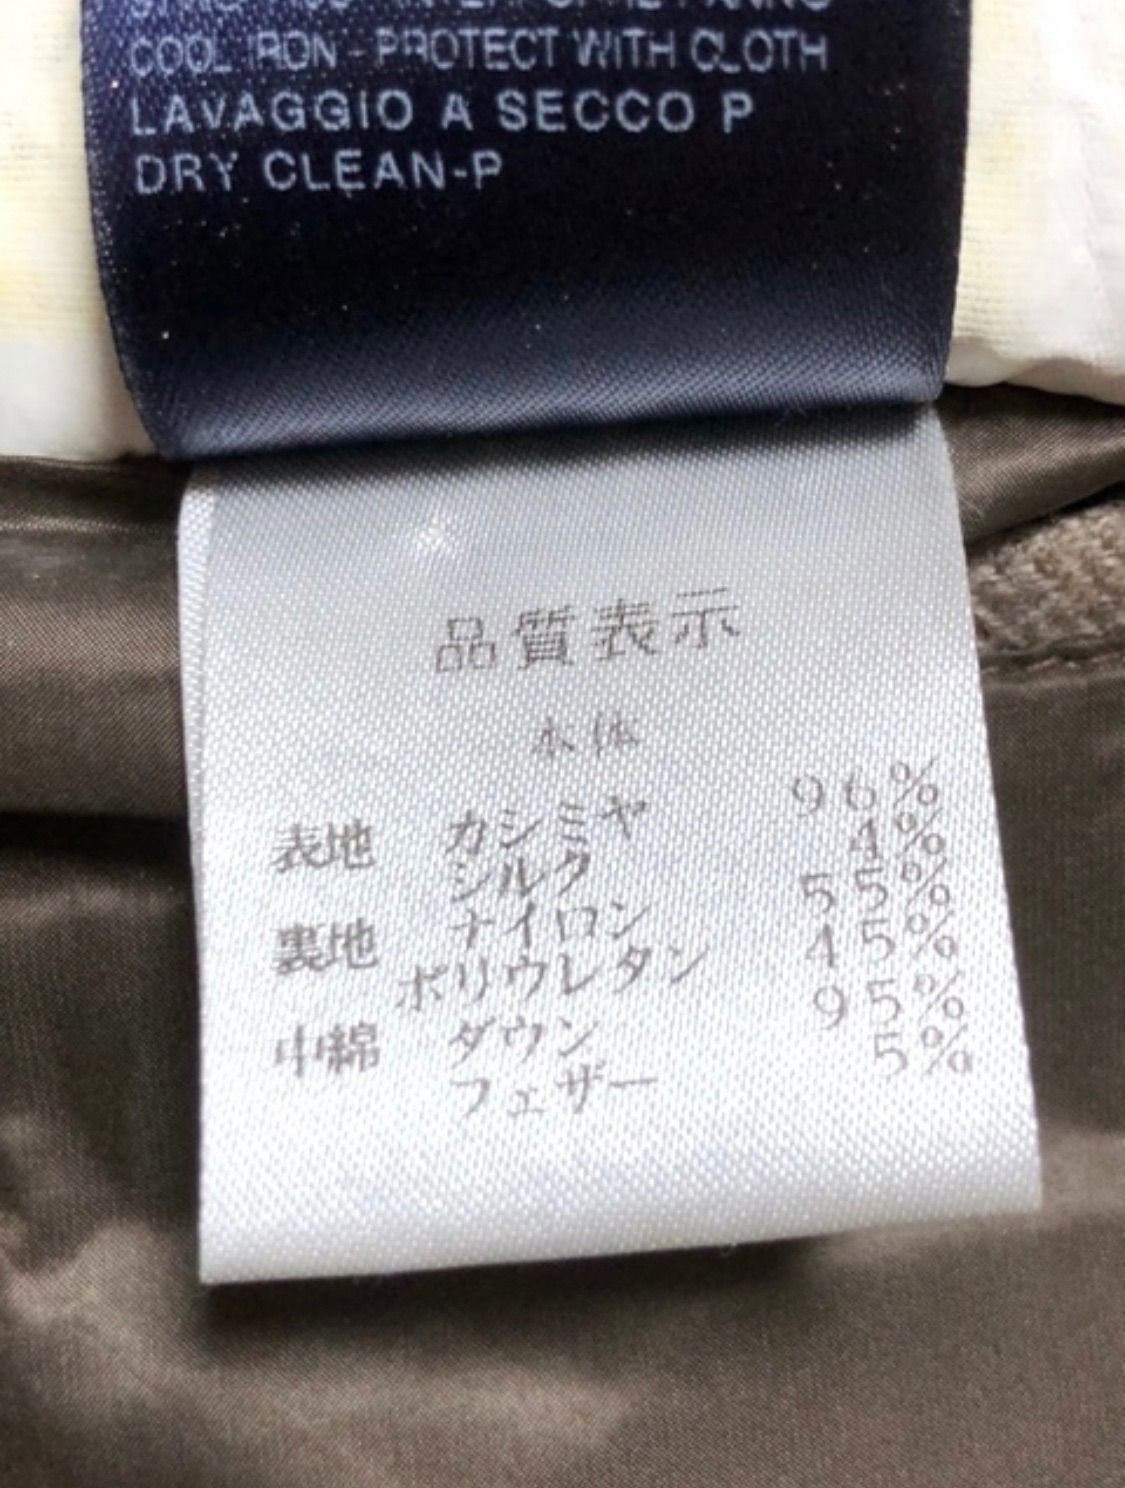 COOL IRON - PROTECT WITH CLOTH
LAVAGGIO A SECCO P
DRY CLEAN-P
品質表示
本体
表地 カシミヤ 96%
シルク 4%
裏地 ナイロン 55%
ポリウレタン 45%
中綿 ダウン 95%
フェザー 5%